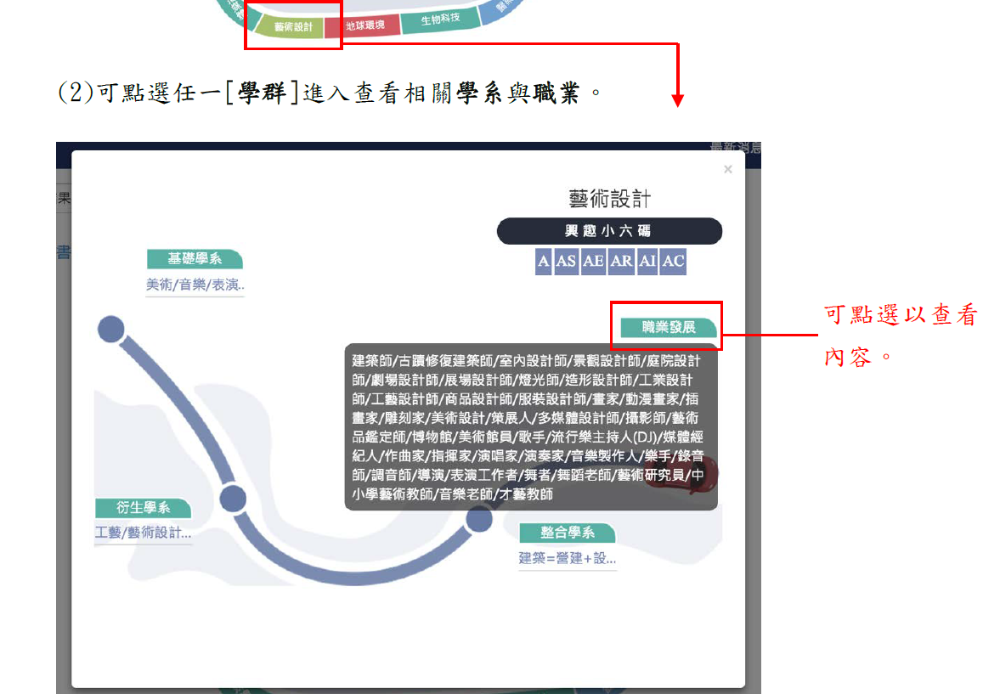 藝術設計
地球環境
生物科技
(2)可點選任一[學群]進入查看相關學系與職業。
最新消息
果
書
×
藝術設計
興趣小六碼
A AS AE AR AI AC
基礎學系
美術/音樂/表演..
職業發展
可點選以查看
內容。
建築師/古蹟修復建築師/室內設計師/景觀設計師/庭院設計
師/劇場設計師/展場設計師/燈光師/造形設計師/工業設計
師/工藝設計師/商品設計師/服裝設計師/畫家/動漫畫家/插
畫家/雕刻家/美術設計/策展人/多媒體設計師/攝影師/藝術
品鑑定師/博物館/美術館員/歌手/流行樂主持人(DJ)/媒體經
紀人/作曲家/指揮家/演唱家/演奏家/音樂製作人/樂手/錄音
師/調音師/導演/表演工作者/舞者/舞蹈老師/藝術研究員/中
小學藝術教師/音樂老師/才藝教師
衍生學系
工藝/藝術設計...
整合學系
建築=營建+設...